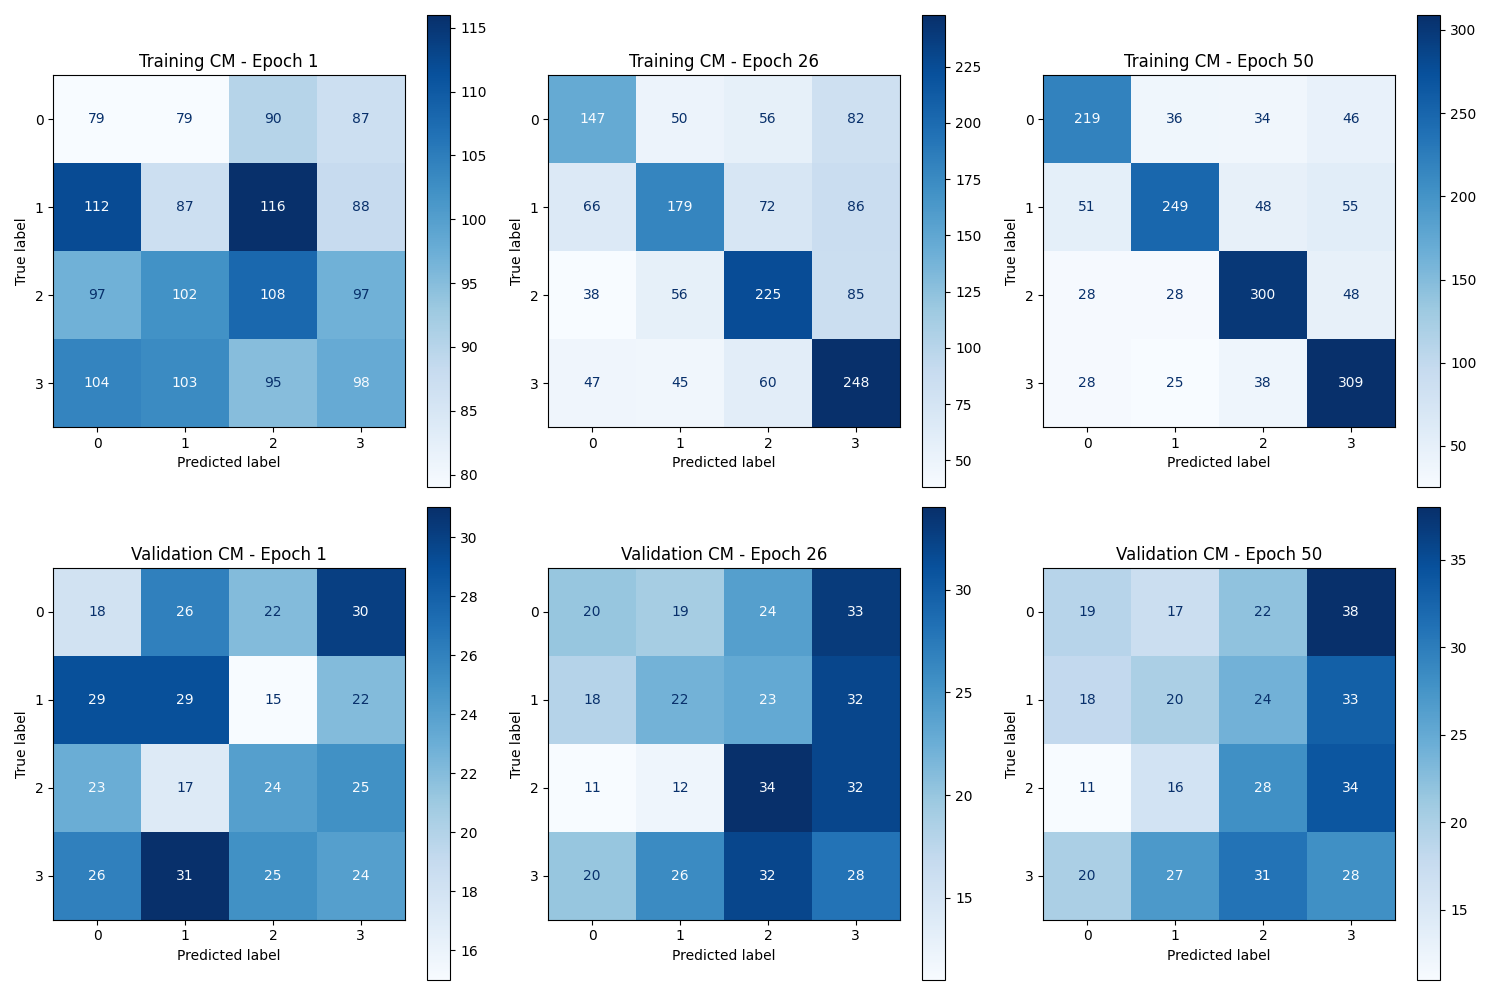 Training CM - Epoch 1
0 79 79 90 87
1 112 87 116 88
2 97 102 108 97
3 104 103 95 98
0 1 2 3
Predicted label
True label
115
110
105
100
95
90
85
80
Training CM - Epoch 26
0 147 50 56 82
1 66 179 72 86
2 38 56 225 85
3 47 45 60 248
0 1 2 3
Predicted label
True label
225
200
175
150
125
100
75
50
Training CM - Epoch 50
0 219 36 34 46
1 51 249 48 55
2 28 28 300 48
3 28 25 38 309
0 1 2 3
Predicted label
True label
300
250
200
150
100
50
Validation CM - Epoch 1
0 18 26 22 30
1 29 29 15 22
2 23 17 24 25
3 26 31 25 24
0 1 2 3
Predicted label
True label
30
28
26
24
22
20
18
16
Validation CM - Epoch 26
0 20 19 24 33
1 18 22 23 32
2 11 12 34 32
3 20 26 32 28
0 1 2 3
Predicted label
True label
30
25
20
15
Validation CM - Epoch 50
0 19 17 22 38
1 18 20 24 33
2 11 16 28 34
3 20 27 31 28
0 1 2 3
Predicted label
True label
35
30
25
20
15